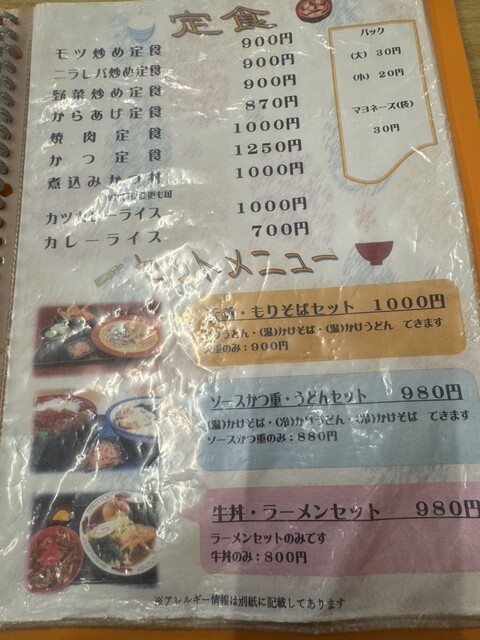 定食
モツ炒め定食 900円
ニラレバ炒め定食 900円
野菜炒め定食 900円
からあげ定食 870円
焼肉定食 1000円
かつ定食 1250円
煮込みかつ丼 1000円
カツカレーライス 1000円
カレーライス 700円
パック
(大) 30円
(小) 20円
マヨネーズ(袋)
30円
セットメニュー
・もりそばセット 1000円
うどん・(温)かけそば・(温)かけうどん できます
重のみ：900円
ソースかつ重・うどんセット 980円
(温)かけそば・(冷)かけうどん・(冷)かけそば できます
ソースかつ重のみ：880円
牛丼・ラーメンセット 980円
ラーメンセットのみです
牛丼のみ：800円
※アレルギー情報は別紙に記載してあります